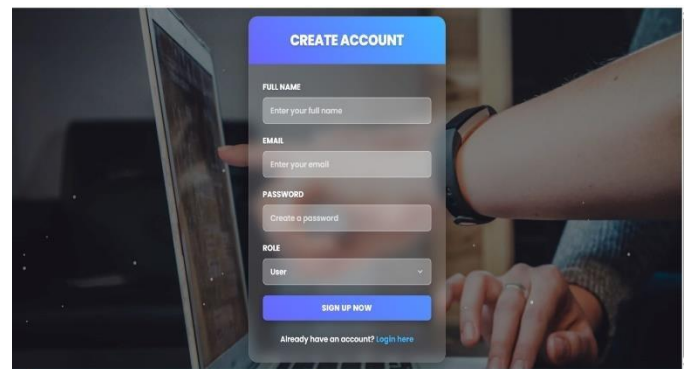 CREATE ACCOUNT
FULL NAME
Enter your full name
EMAIL
Enter your email
PASSWORD
Create a password
ROLE
User
SIGN UP NOW
Already have an account? Login here